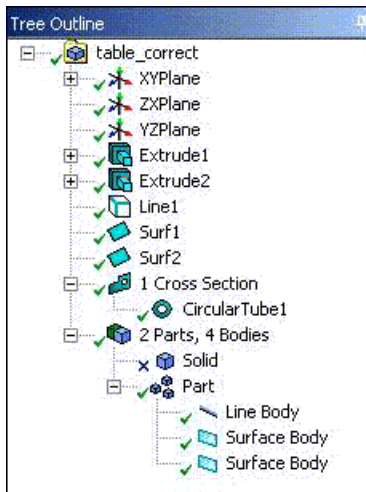 Tree Outline
table_correct
XYPlane
ZXPlane
YZPlane
Extrude1
Extrude2
Line1
Surf1
Surf2
1 Cross Section
CircularTube1
2 Parts, 4 Bodies
Solid
Part
Line Body
Surface Body
Surface Body